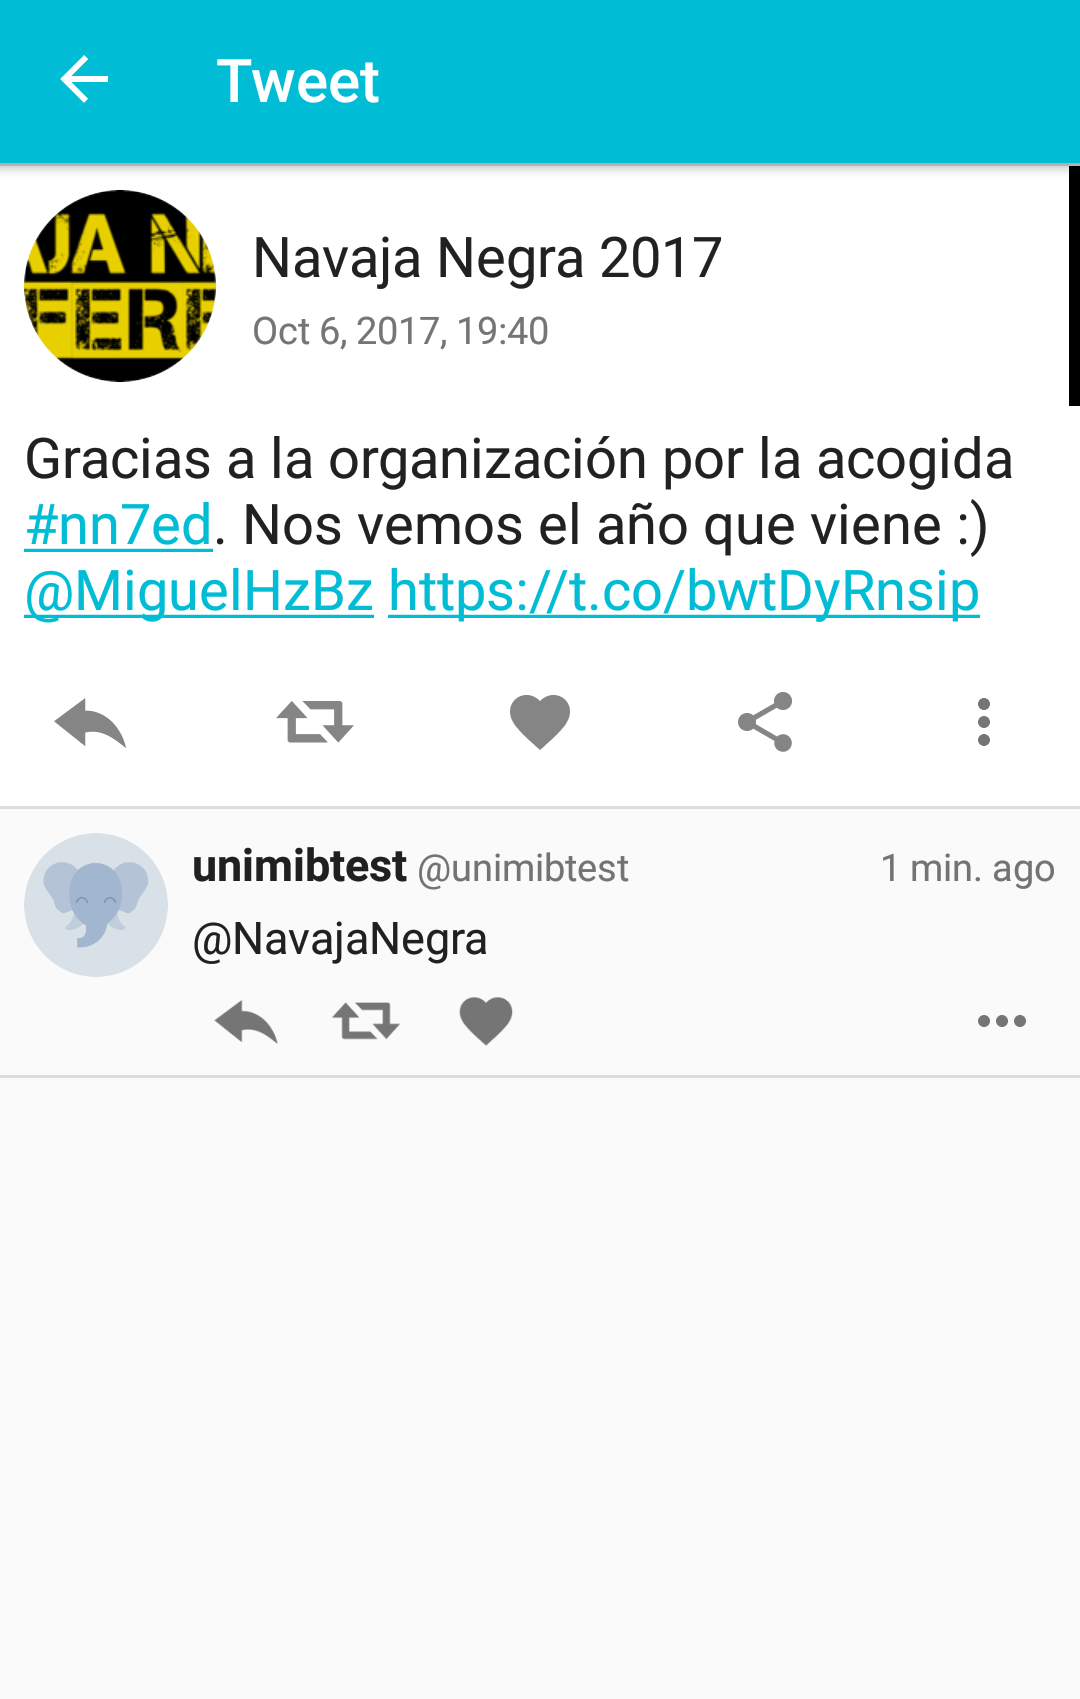 Tweet
JA N
FERE
Navaja Negra 2017
Oct 6, 2017, 19:40
Gracias a la organización por la acogida
#nn7ed. Nos vemos el año que viene :)
@MiguelHzBz https://t.co/bwtDyRnsip
unimibtest @unimibtest 1 min. ago
@NavajaNegra